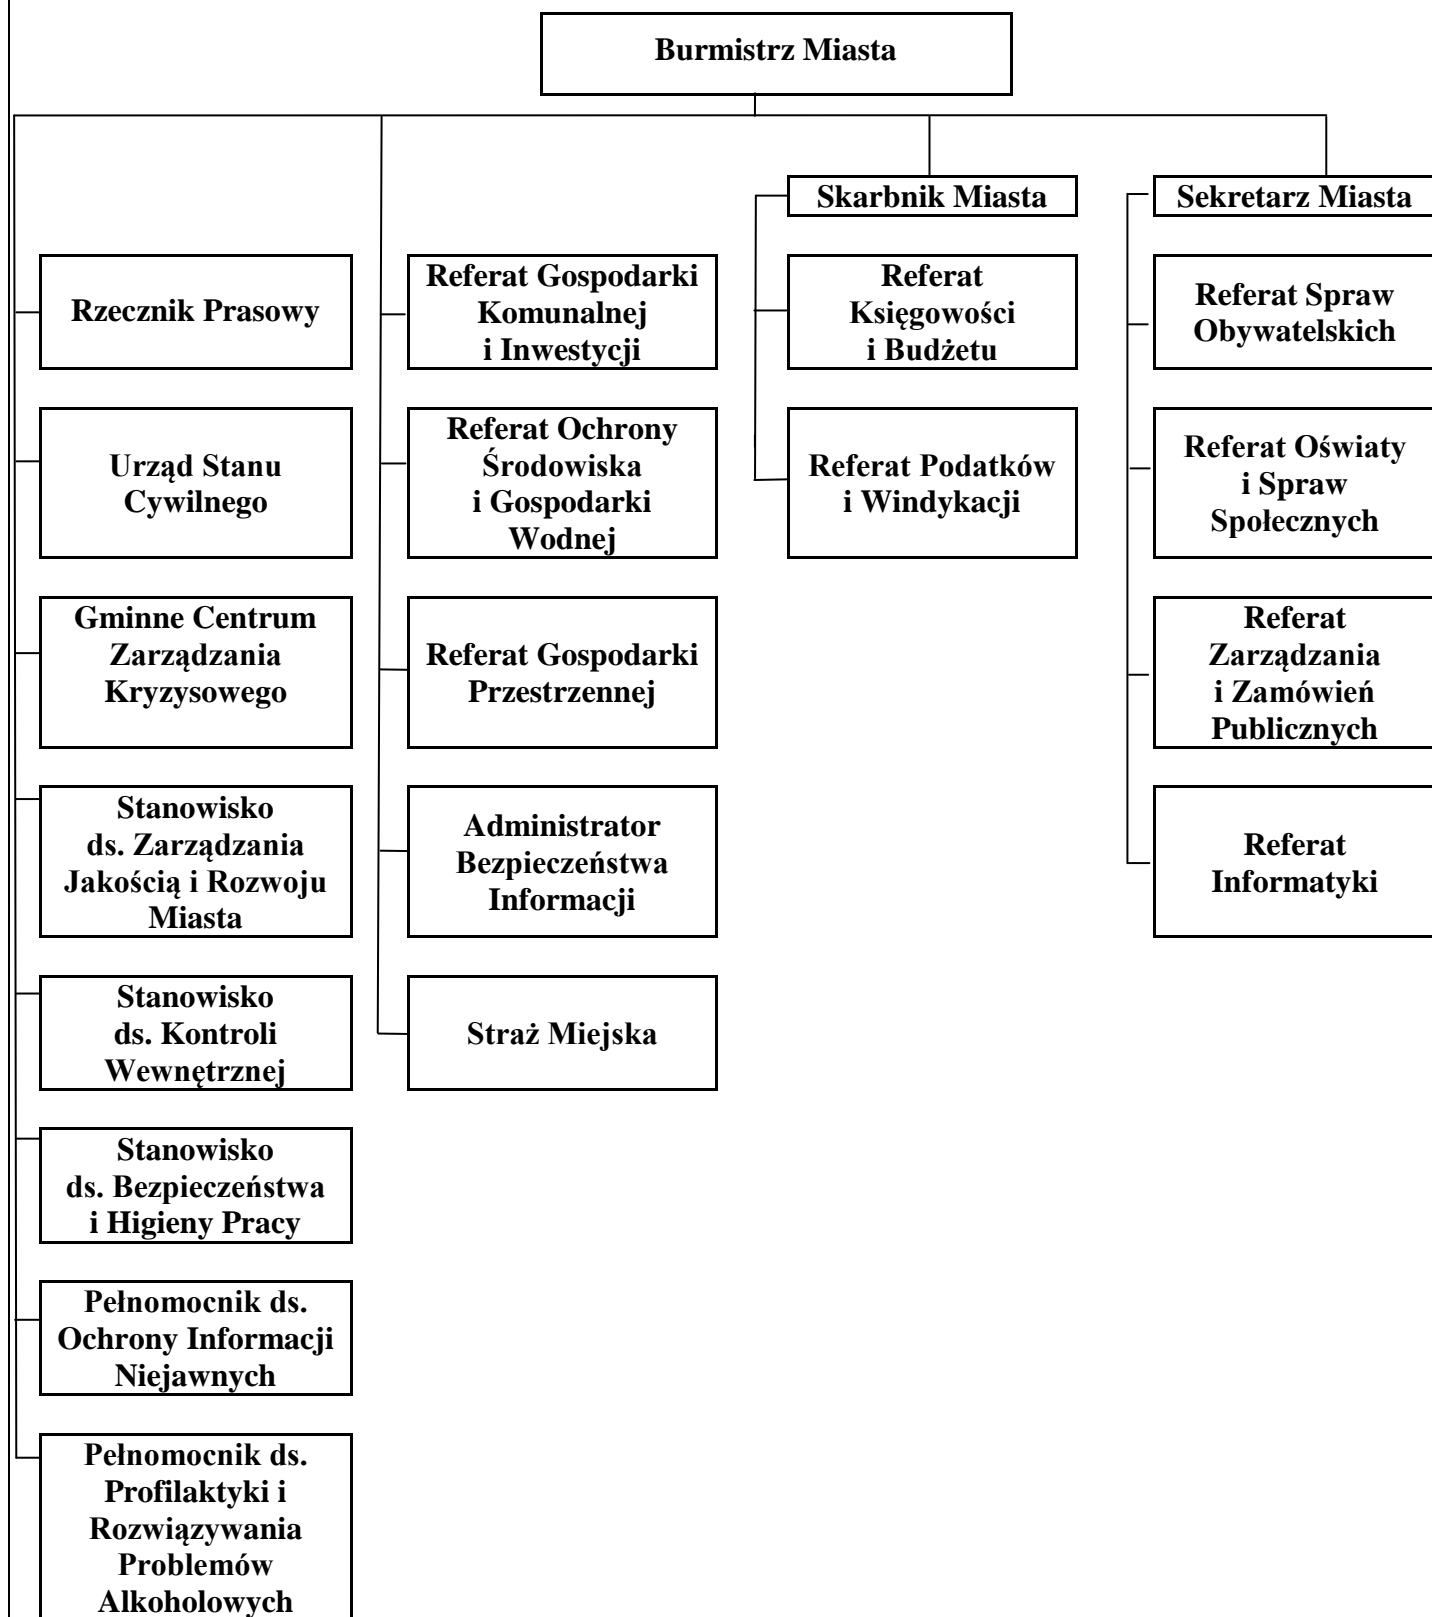 Burmistrz Miasta
Skarbnik Miasta
Sekretarz Miasta
Rzecznik Prasowy
Referat Gospodarki
Komunalnej
i Inwestycji
Referat
Księgowości
i Budżetu
Referat Spraw
Obywatelskich
Urząd Stanu
Cywilnego
Referat Ochrony
Środowiska
i Gospodarki
Wodnej
Referat Podatków
i Windykacji
Referat Oświaty
i Spraw
Społecznych
Gminne Centrum
Zarządzania
Kryzysowego
Referat Gospodarki
Przestrzennej
Referat
Zarządzania
i Zamówień
Publicznych
Stanowisko
ds. Zarządzania
Jakością i Rozwoju
Miasta
Administrator
Bezpieczeństwa
Informacji
Referat
Informatyki
Stanowisko
ds. Kontroli
Wewnętrznej
Straż Miejska
Stanowisko
ds. Bezpieczeństwa
i Higieny Pracy
Pełnomocnik ds.
Ochrony Informacji
Niejawnych
Pełnomocnik ds.
Profilaktyki i
Rozwiązywania
Problemów
Alkoholowych